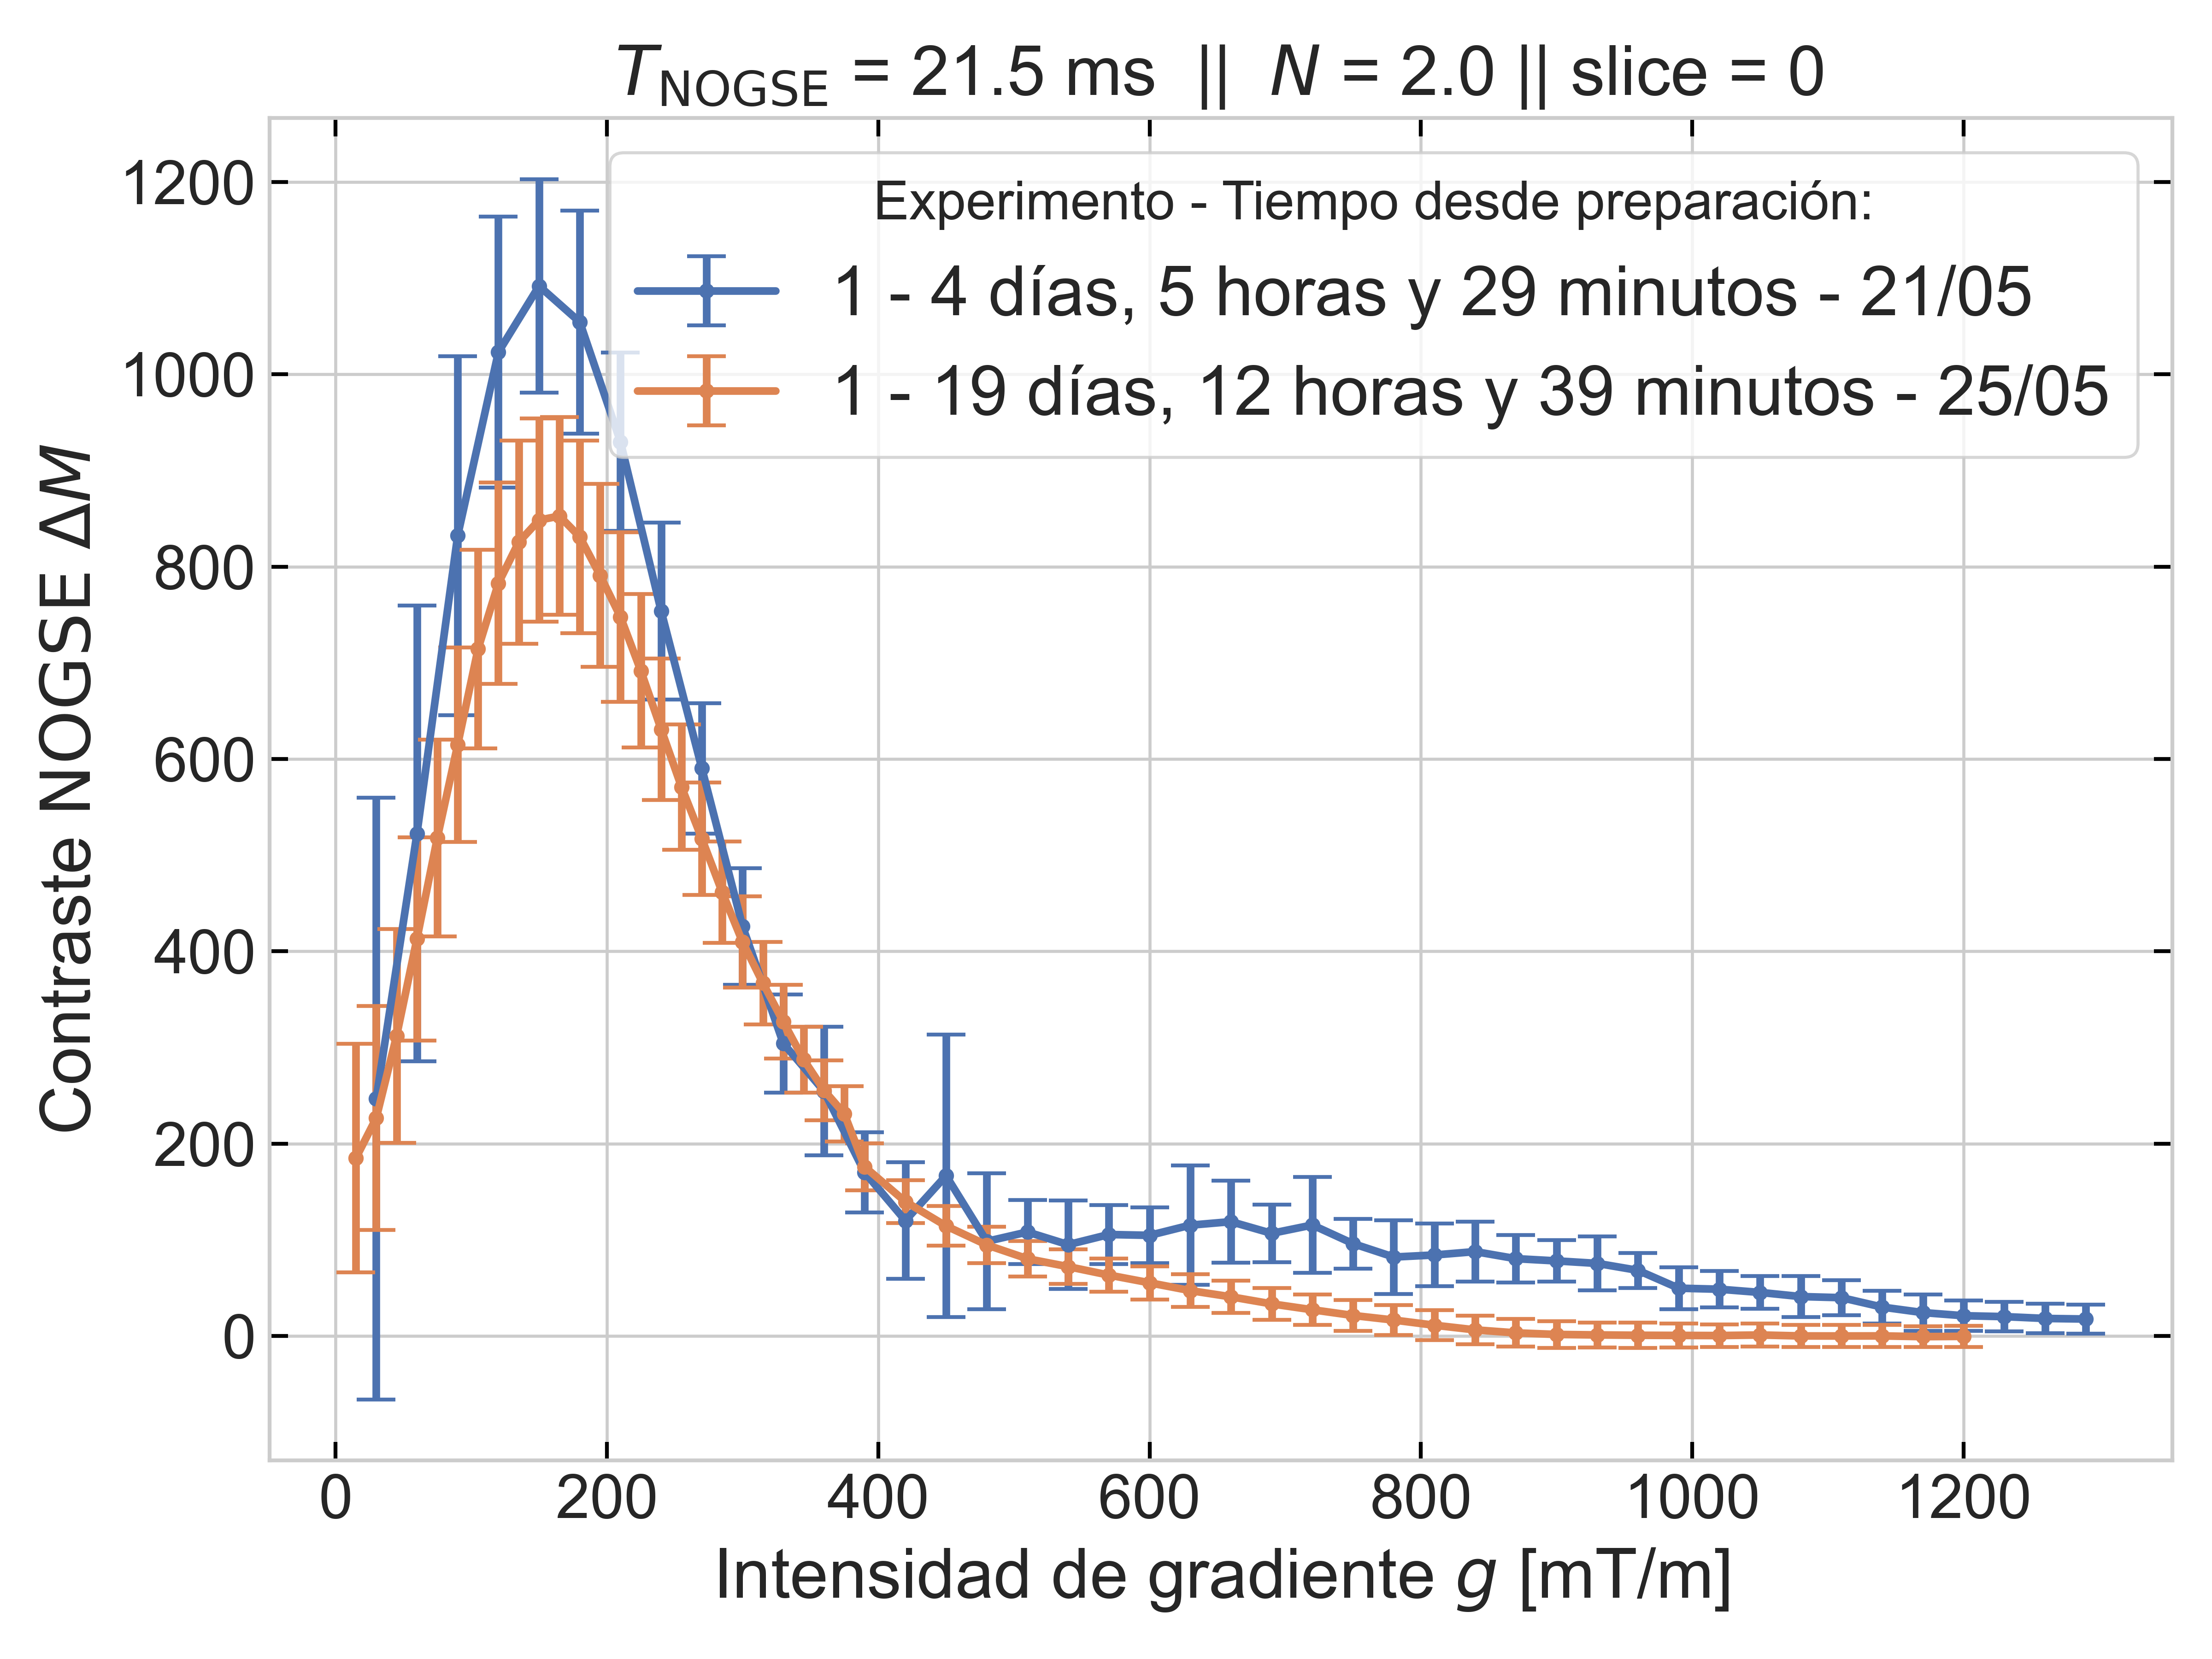 T_NOGSE = 21.5 ms || N = 2.0 || slice = 0
Experimento - Tiempo desde preparación:
1 - 4 días, 5 horas y 29 minutos - 21/05
1 - 19 días, 12 horas y 39 minutos - 25/05
Contraste NOGSE ΔM
1200
1000
800
600
400
200
0
0 200 400 600 800 1000 1200
Intensidad de gradiente g [mT/m]